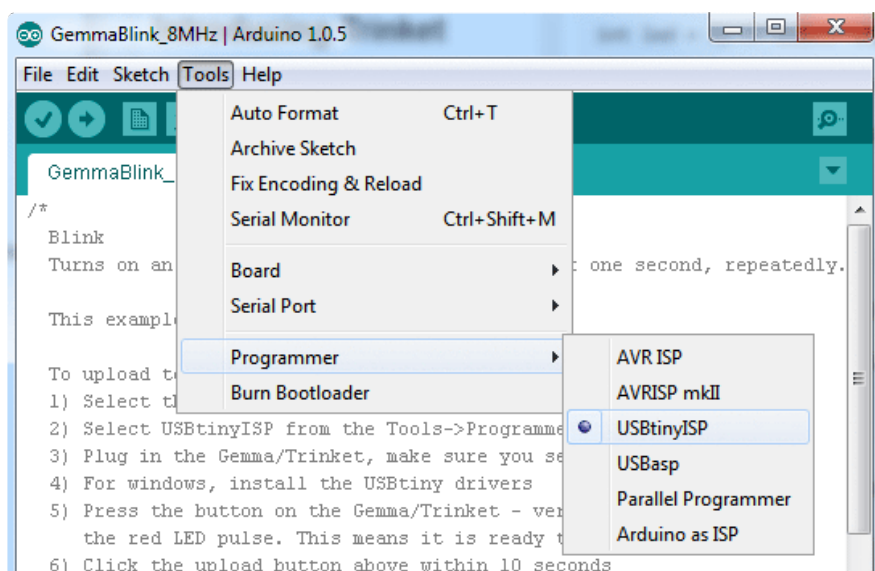 GemmaBlink_8MHz | Arduino 1.0.5
File Edit Sketch Tools Help
Auto Format Ctrl+T
Archive Sketch
Fix Encoding & Reload
Serial Monitor Ctrl+Shift+M
Board
Serial Port
Programmer
Burn Bootloader
AVR ISP
AVRISP mkII
USBtinyISP
USBasp
Parallel Programmer
Arduino as ISP
GemmaBlink_
/*
Blink
Turns on an one second, repeatedly.
This exampl
To upload t
1) Select t
2) Select USBtinyISP from the Tools->Programme
3) Plug in the Gemma/Trinket, make sure you se
4) For windows, install the USBtiny drivers
5) Press the button on the Gemma/Trinket - ver
the red LED pulse. This means it is ready t
6) Click the upload button above within 10 seconds